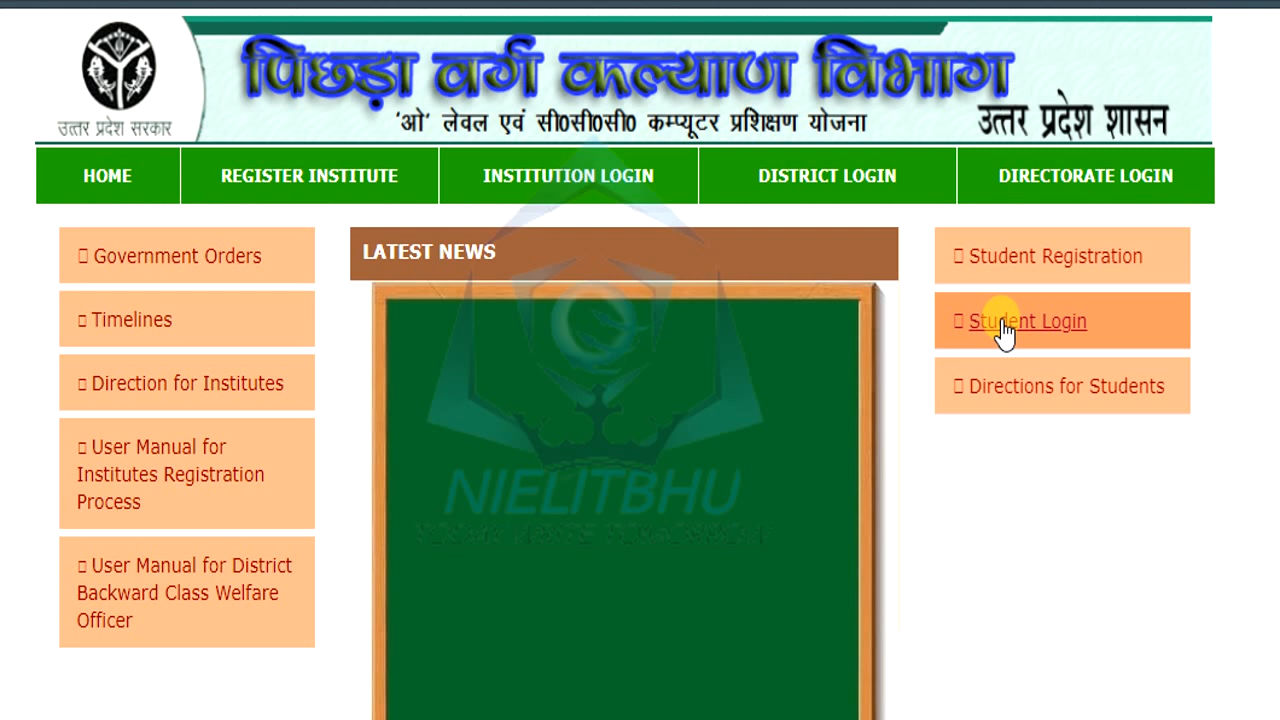 पिछड़ा वर्ग कल्याण विभाग
'ओ' लेवल एवं सी0सी0सी0 कम्प्यूटर प्रशिक्षण योजना
उत्तर प्रदेश सरकार
उत्तर प्रदेश शासन
HOME
REGISTER INSTITUTE
INSTITUTION LOGIN
DISTRICT LOGIN
DIRECTORATE LOGIN
Government Orders
Timelines
Direction for Institutes
User Manual for
Institutes Registration
Process
User Manual for District
Backward Class Welfare
Officer
LATEST NEWS
NIELITBHU
Student Registration
Student Login
Directions for Students